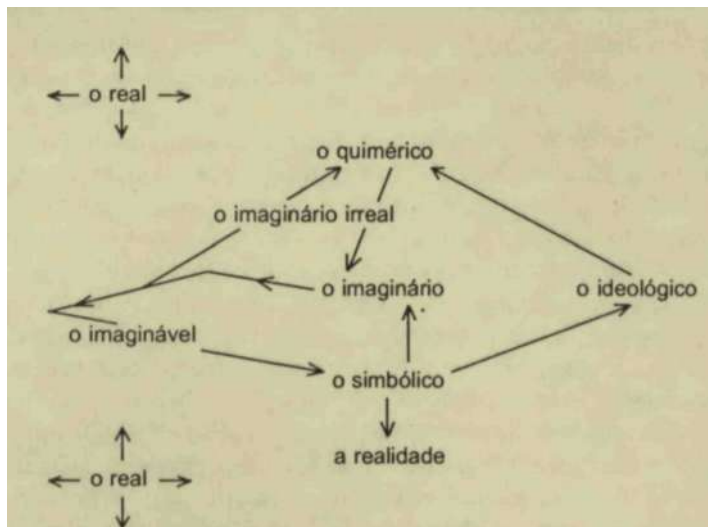 o real
o quimérico
o imaginário irreal
o imaginário
o ideológico
o imaginável
o simbólico
a realidade
o real